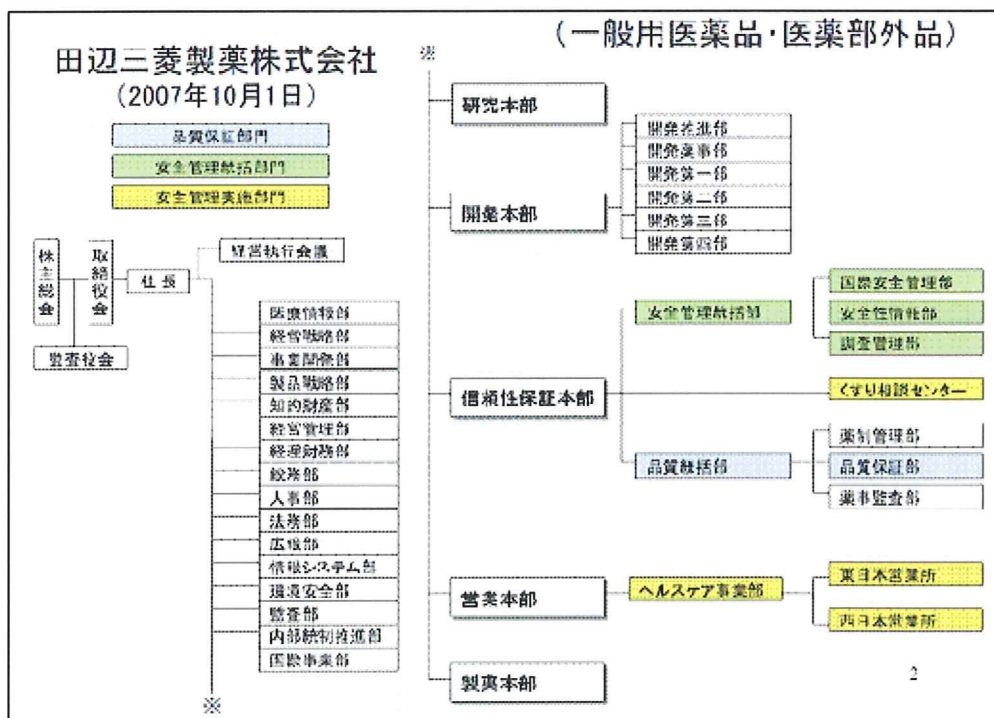 田辺三菱製薬株式会社
(2007年10月1日)
品質保証部門
安全管理統括部門
安全管理実施部門
株主総会
取締役会
監査役会
社長
経営執行会議
医療情報部
経営戦略部
事業開発部
製品戦略部
知的財産部
経営管理部
経理財務部
総務部
人事部
法務部
広報部
情報システム部
環境安全部
監査部
内部統制推進部
国際事業部
※
(一般用医薬品・医薬部外品)
※
研究本部
開発本部
開発推進部
開発薬事部
開発第一部
開発第二部
開発第三部
開発第四部
信頼性保証本部
安全管理統括部
国際安全管理部
安全性情報部
調査管理部
くすり相談センター
品質統括部
薬制管理部
品質保証部
薬事監査部
営業本部
ヘルスケア事業部
東日本営業所
西日本営業所
製薬本部
2